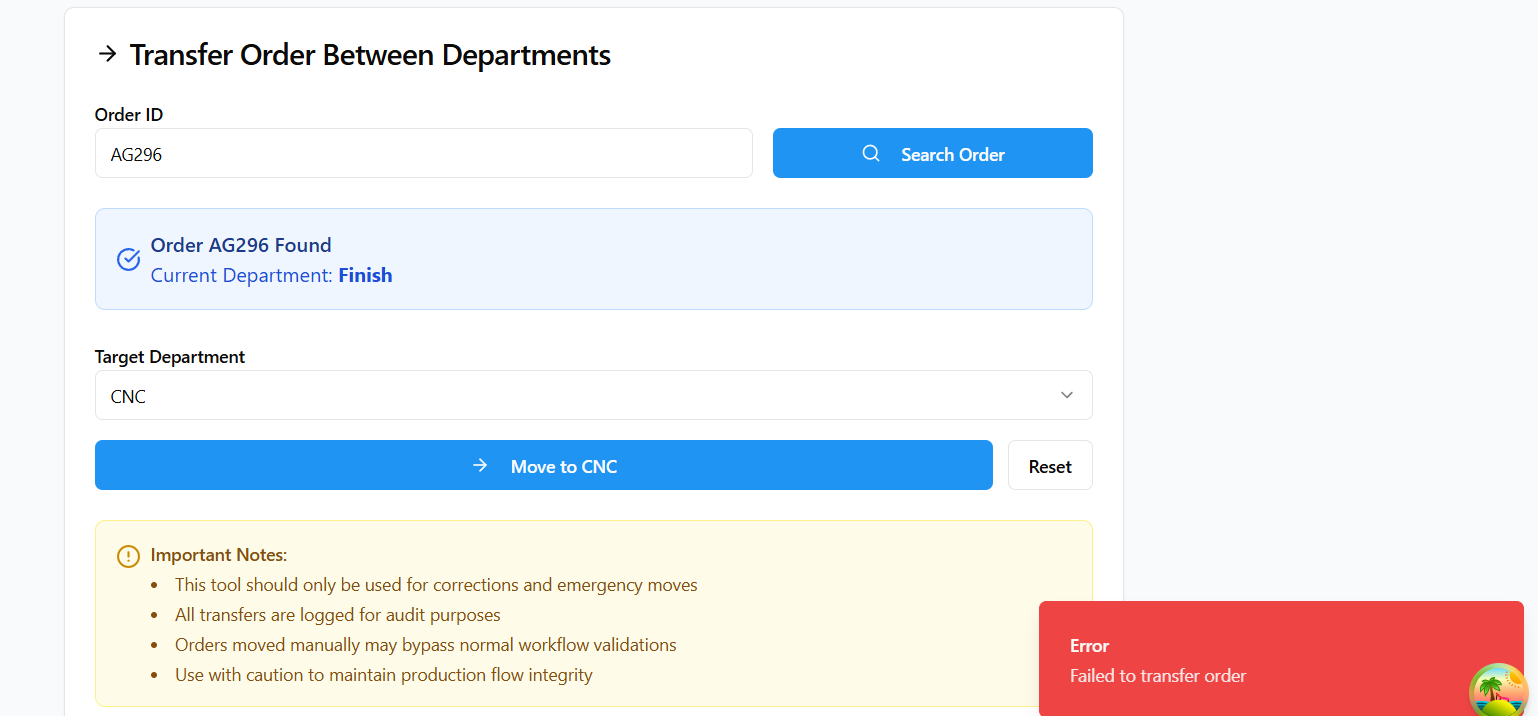 Transfer Order Between Departments
Order ID
AG296
Search Order
Order AG296 Found
Current Department: Finish
Target Department
CNC
Move to CNC
Reset
Important Notes:
This tool should only be used for corrections and emergency moves
All transfers are logged for audit purposes
Orders moved manually may bypass normal workflow validations
Use with caution to maintain production flow integrity
Error
Failed to transfer order